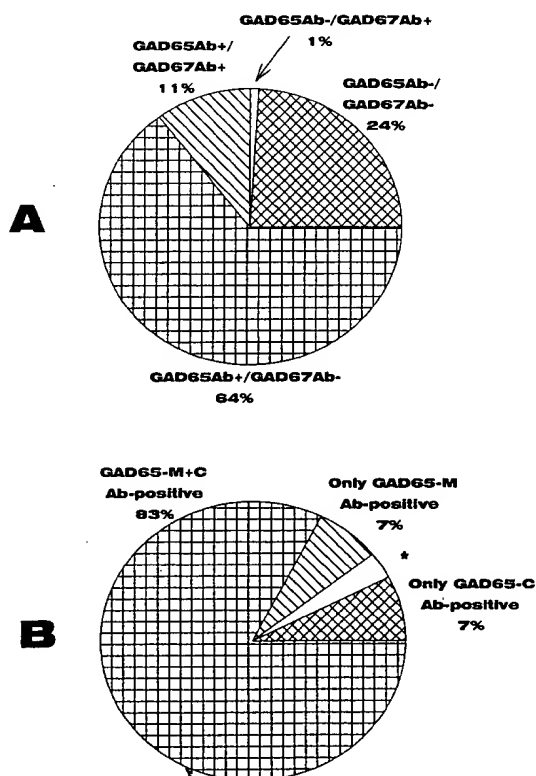 GAD65Ab-/GAD67Ab+
1%
GAD65Ab+/
GAD67Ab+
11%
GAD65Ab-/
GAD67Ab-
24%
A
GAD65Ab+/GAD67Ab-
64%
GAD65-M+C
Ab-positive
83%
Only GAD65-M
Ab-positive
7%
*
Only GAD65-C
Ab-positive
7%
B